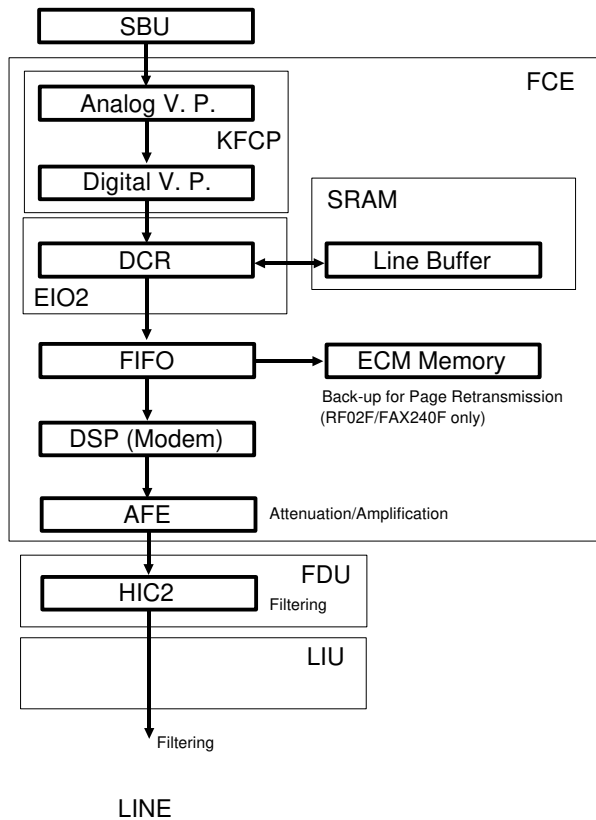 SBU
FCE
Analog V. P.
KFCP
Digital V. P.
SRAM
DCR
Line Buffer
EIO2
FIFO
ECM Memory
Back-up for Page Retransmission
(RF02F/FAX240F only)
DSP (Modem)
AFE
Attenuation/Amplification
FDU
HIC2
Filtering
LIU
Filtering
LINE